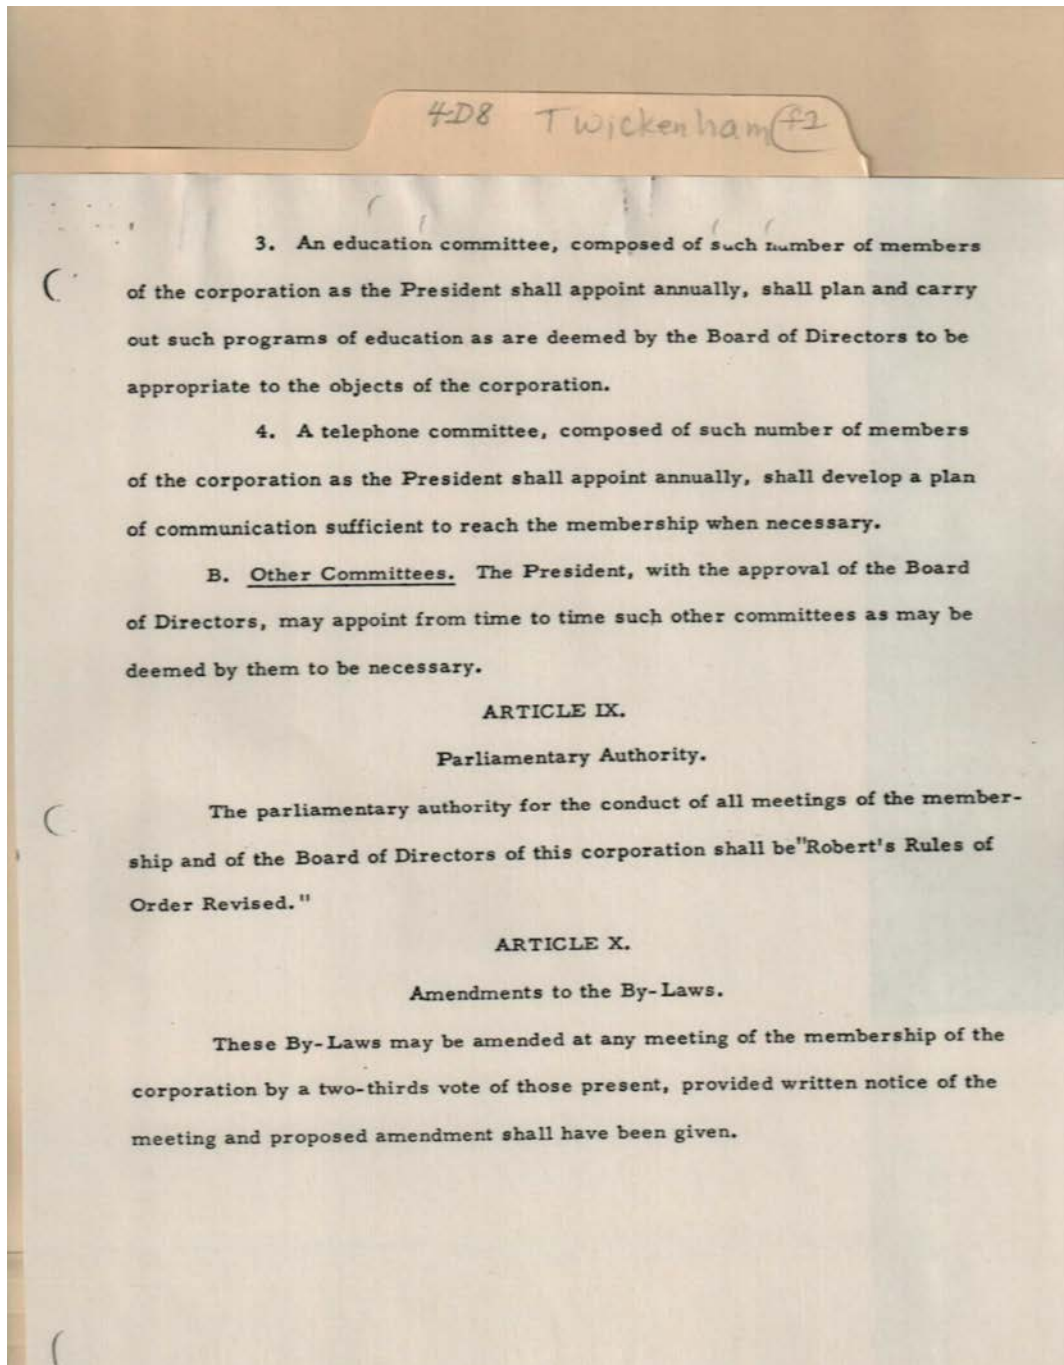 4-D8 Twickenham f2
3. An education committee, composed of such number of members
of the corporation as the President shall appoint annually, shall plan and carry
out such programs of education as are deemed by the Board of Directors to be
appropriate to the objects of the corporation.
4. A telephone committee, composed of such number of members
of the corporation as the President shall appoint annually, shall develop a plan
of communication sufficient to reach the membership when necessary.
B. Other Committees. The President, with the approval of the Board
of Directors, may appoint from time to time such other committees as may be
deemed by them to be necessary.
ARTICLE IX.
Parliamentary Authority.
The parliamentary authority for the conduct of all meetings of the member-
ship and of the Board of Directors of this corporation shall be"Robert's Rules of
Order Revised."
ARTICLE X.
Amendments to the By-Laws.
These By-Laws may be amended at any meeting of the membership of the
corporation by a two-thirds vote of those present, provided written notice of the
meeting and proposed amendment shall have been given.